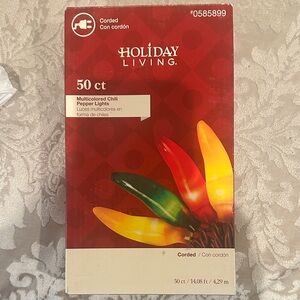 Corded
Con cordón
*0585899
HOLIDAY
LIVING®
50 ct
Multicolored Chili
Pepper Lights
Luces multicolores en
forma de chiles
Corded / Con cordón
50 ct / 14.08 ft / 4.29 m